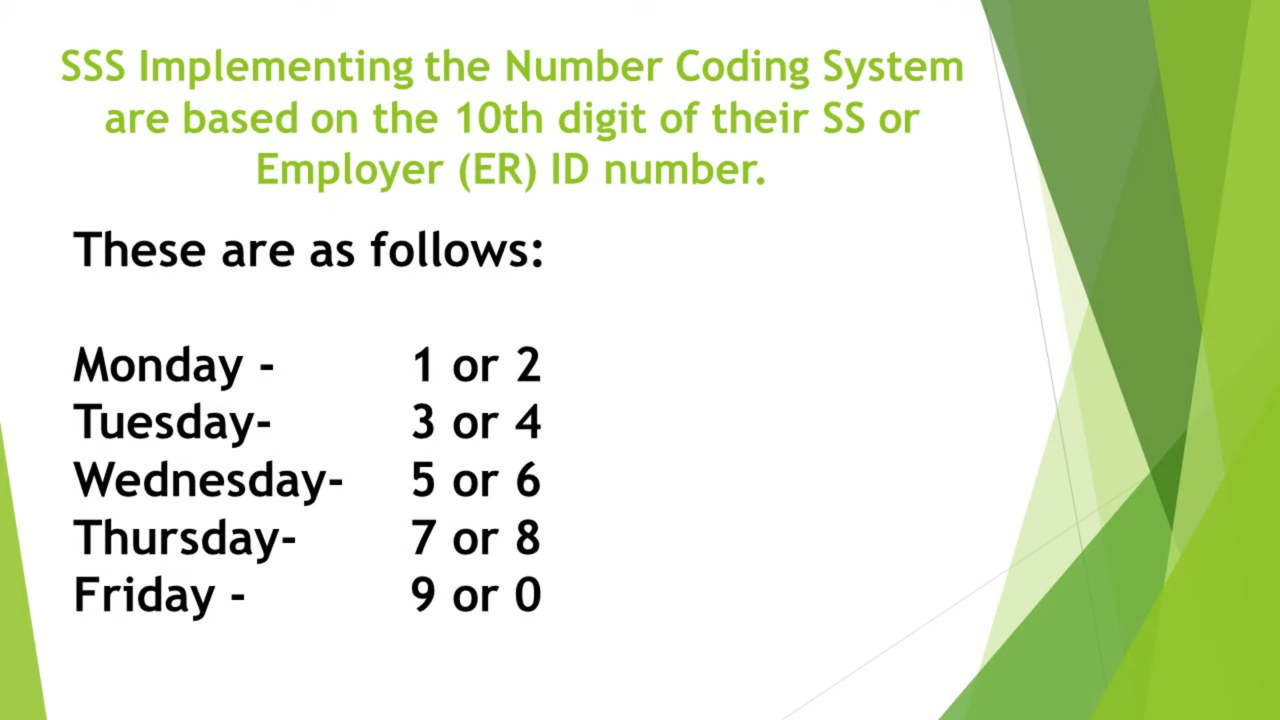 SSS Implementing the Number Coding System
are based on the 10th digit of their SS or
Employer (ER) ID number.
These are as follows:
Monday - 1 or 2
Tuesday- 3 or 4
Wednesday- 5 or 6
Thursday- 7 or 8
Friday - 9 or 0